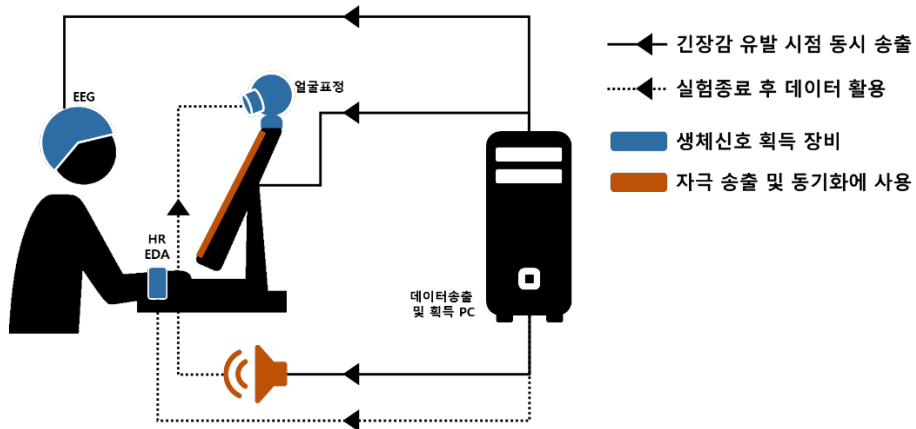 EEG
얼굴표정
HR
EDA
데이터송출
및 획득 PC
긴장감 유발 시점 동시 송출
실험종료 후 데이터 활용
생체신호 획득 장비
자극 송출 및 동기화에 사용